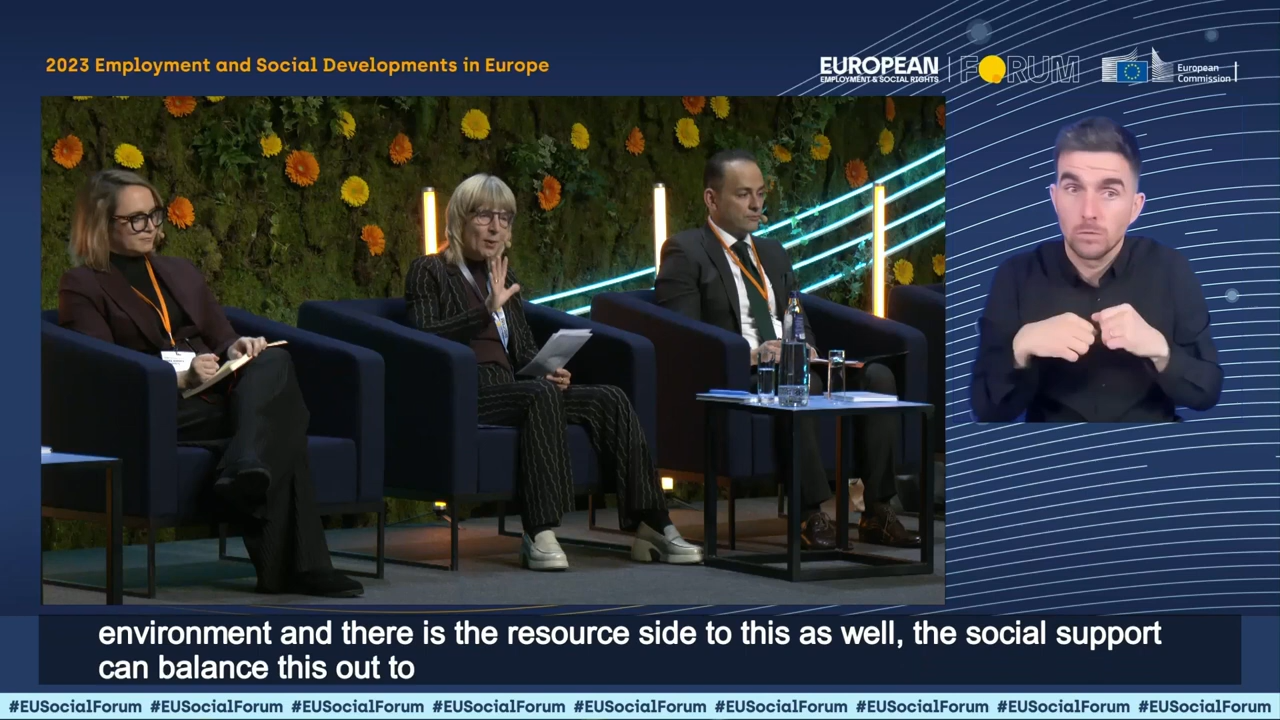 2023 Employment and Social Developments in Europe
EUROPEAN
EMPLOYMENT & SOCIAL RIGHTS
FORUM
European
Commission
environment and there is the resource side to this as well, the social support
can balance this out to
#EUSocialForum #EUSocialForum #EUSocialForum #EUSocialForum #EUSocialForum #EUSocialForum #EUSocialForum #EUSocialForum #EUSocialForum